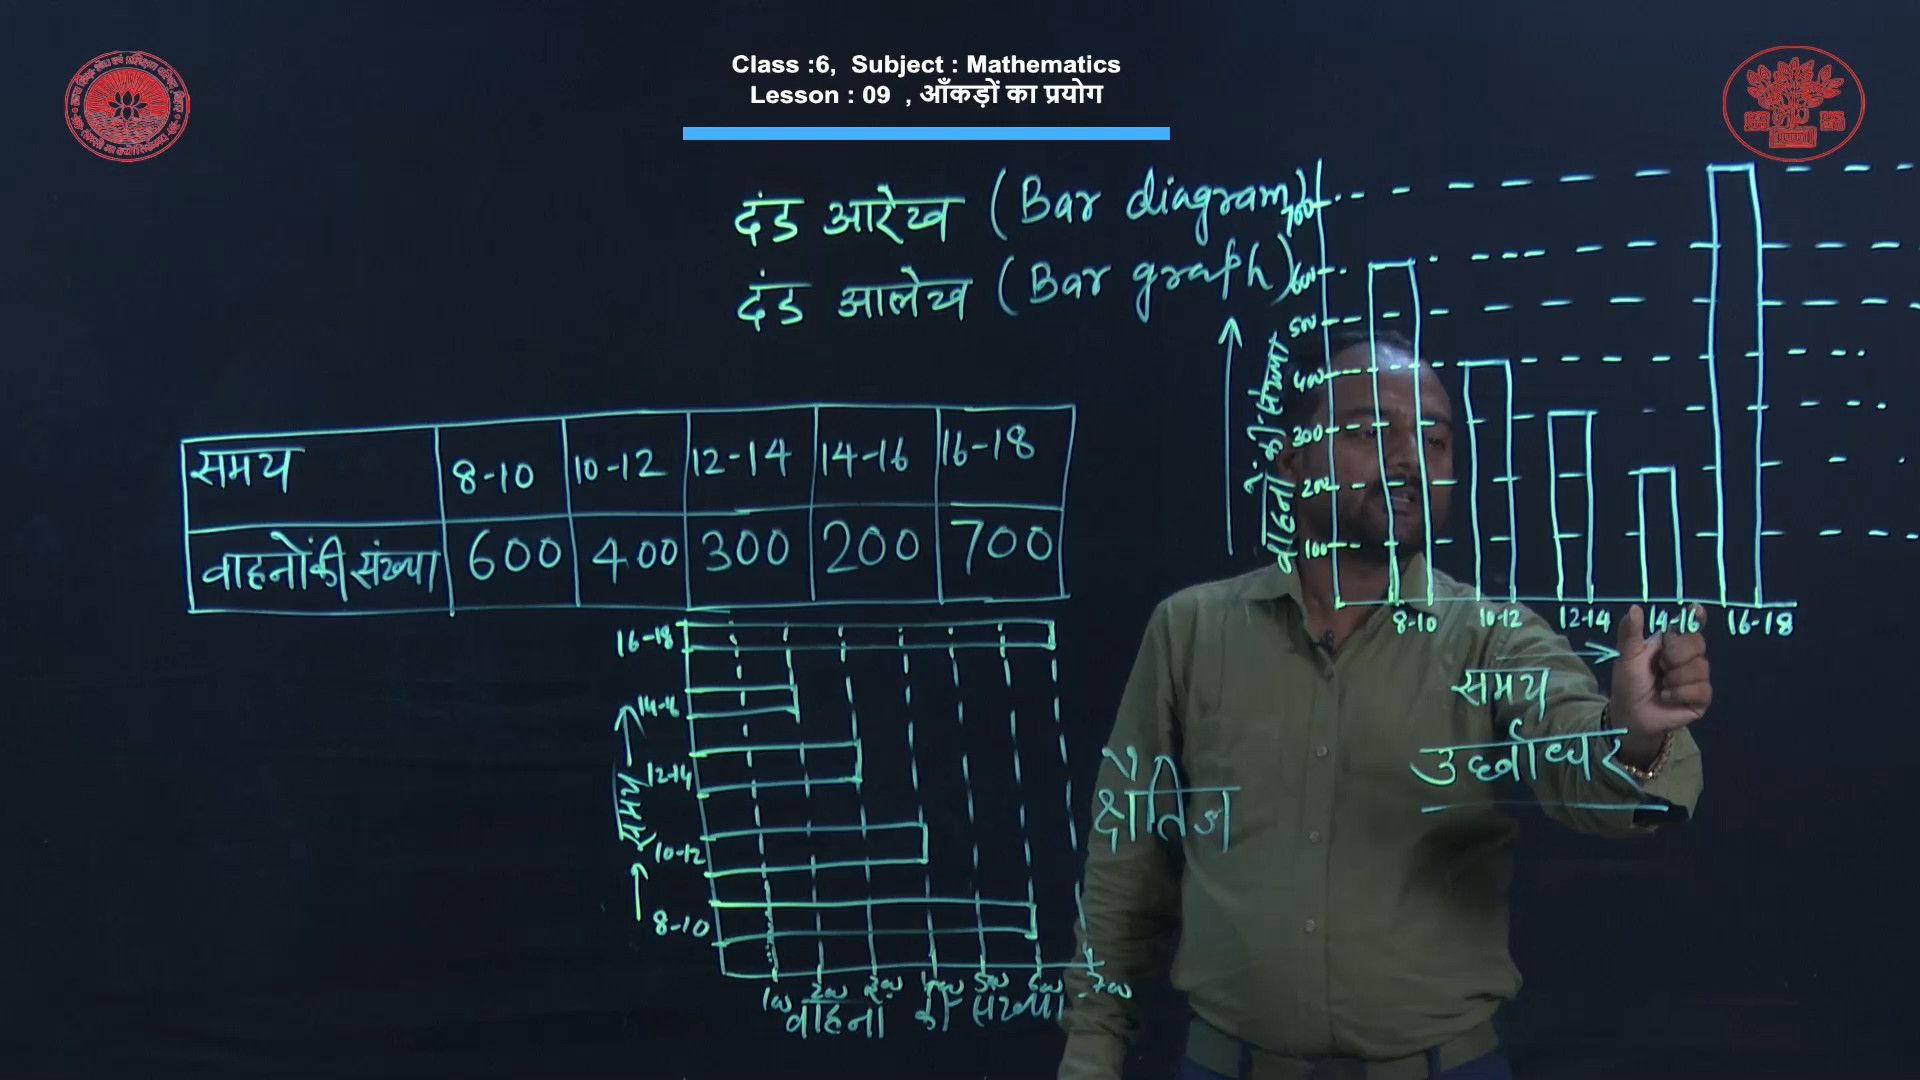 Class :6, Subject : Mathematics
Lesson : 09 , आँकड़ों का प्रयोग
दंड आरेख (Bar diagram)
दंड आलेख (Bar graph)
समय 8-10 10-12 12-14 14-16 16-18
वाहनों की संख्या 600 400 300 200 700
700
600
500
400
300
200
100
वाहनों की संख्या
8-10 10-12 12-14 14-16 16-18
समय
उर्ध्वाधर
16-18
14-16
12-14
10-12
8-10
समय
100 200 300 400 500 600 700
वाहनों की संख्या
क्षैतिज